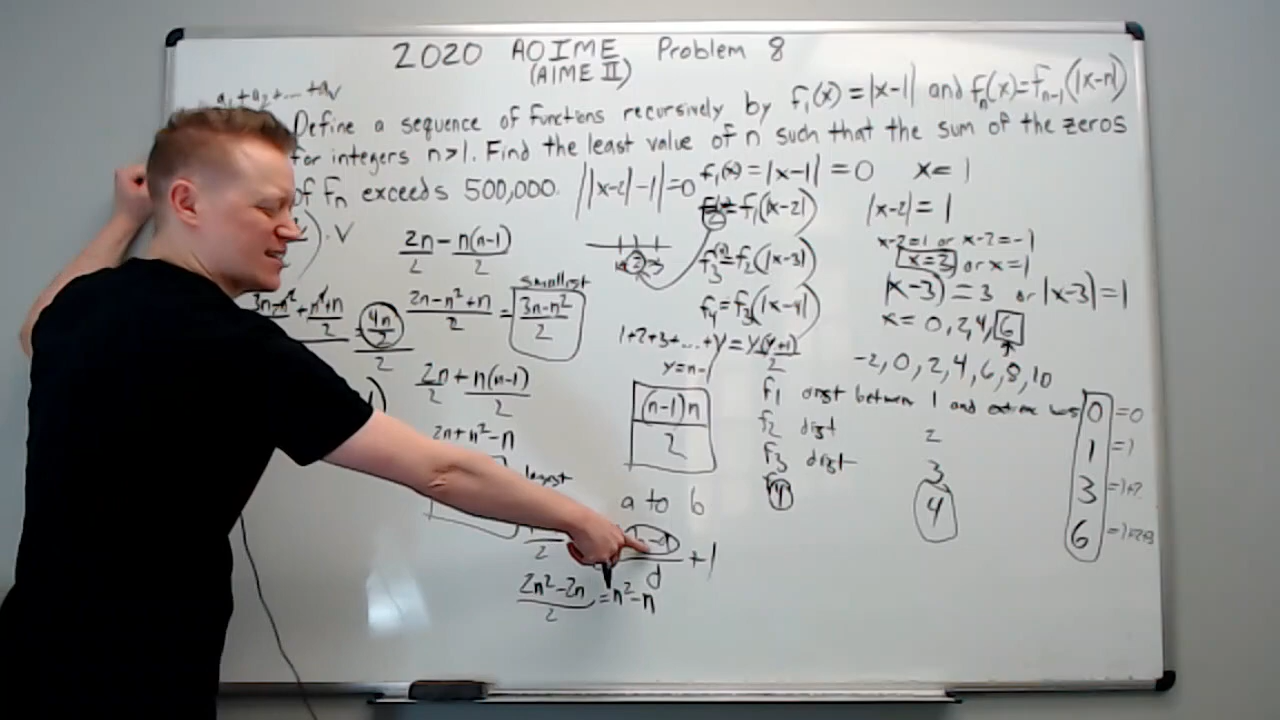 2020 AOIME Problem 8
(AIME II)
a₁+a₂+...+aᵥ
Define a sequence of functions recursively by f₁(x)=|x-1| and fₙ(x)=fₙ₋₁(|x-n|)
for integers n>1. Find the least value of n such that the sum of the zeros
of fₙ exceeds 500,000.
||x-2|-1|=0
f₁(x)=|x-1|=0 x=1
=f₁(|x-2|) |x-2|=1
x-2=1 or x-2=-1
x=3 or x=1
f₃(x)=f₂(|x-3|) |x-3|=3 or |x-3|=1
f₄=f₃(|x-4|) x=0,2,4,6
-2,0,2,4,6,8,10
1+2+3+...+y=y(y+1)/2
y=n-1
(n-1)n/2
f₁ dist between 1 and extreme 0 =0
f₂ dist 2 1 =1
f₃ dist 3 3 =1+2
f₄ 4 6 =1+2+3
).V
2n/2 - n(n-1)/2
(2n-n²+n)/2 = (3n-n²)/2
smallest
4n/2
2n/2 + n(n-1)/2
2n+n²-n
largest
a to b
d +1
(2n²-2n)/2 =n²-n